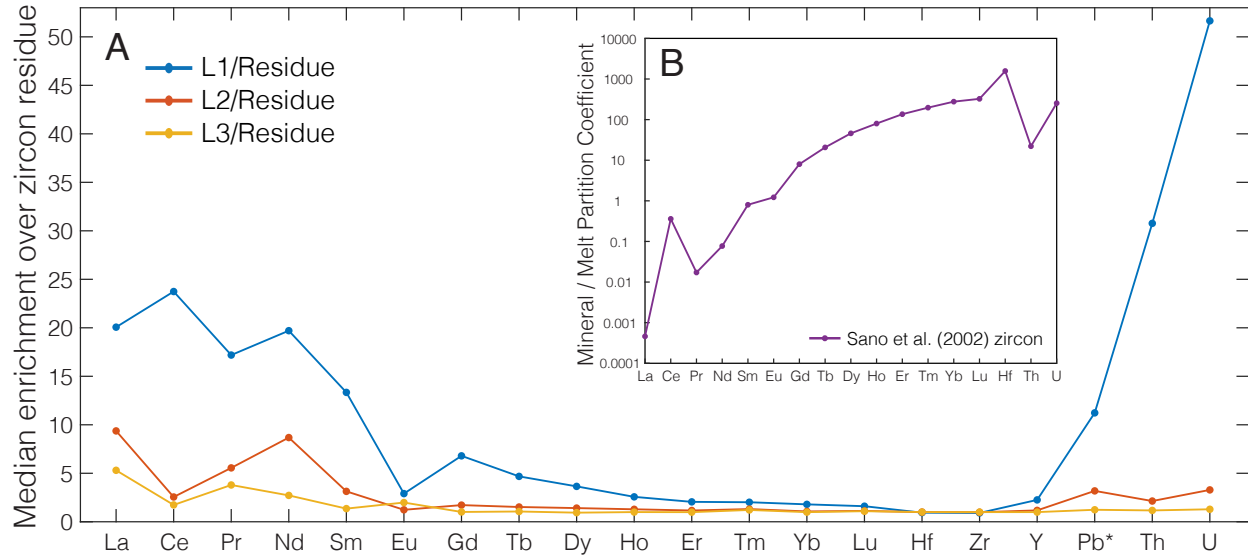 A
L1/Residue
L2/Residue
L3/Residue
Median enrichment over zircon residue
50
45
40
35
30
25
20
15
10
5
0
La Ce Pr Nd Sm Eu Gd Tb Dy Ho Er Tm Yb Lu Hf Zr Y Pb* Th U
B
Mineral / Melt Partition Coefficient
10000
1000
100
10
1
0.1
0.01
0.001
0.0001
Sano et al. (2002) zircon
La Ce Pr Nd Sm Eu Gd Tb Dy Ho Er Tm Yb Lu Hf Th U